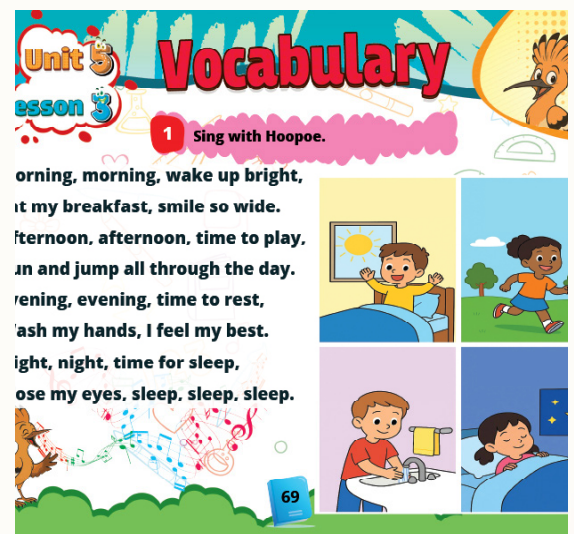 Unit 5
esson 3
Vocabulary
1 Sing with Hoopoe.
orning, morning, wake up bright,
at my breakfast, smile so wide.
fternoon, afternoon, time to play,
un and jump all through the day.
vening, evening, time to rest,
ash my hands, I feel my best.
ight, night, time for sleep,
ose my eyes, sleep, sleep, sleep.
69